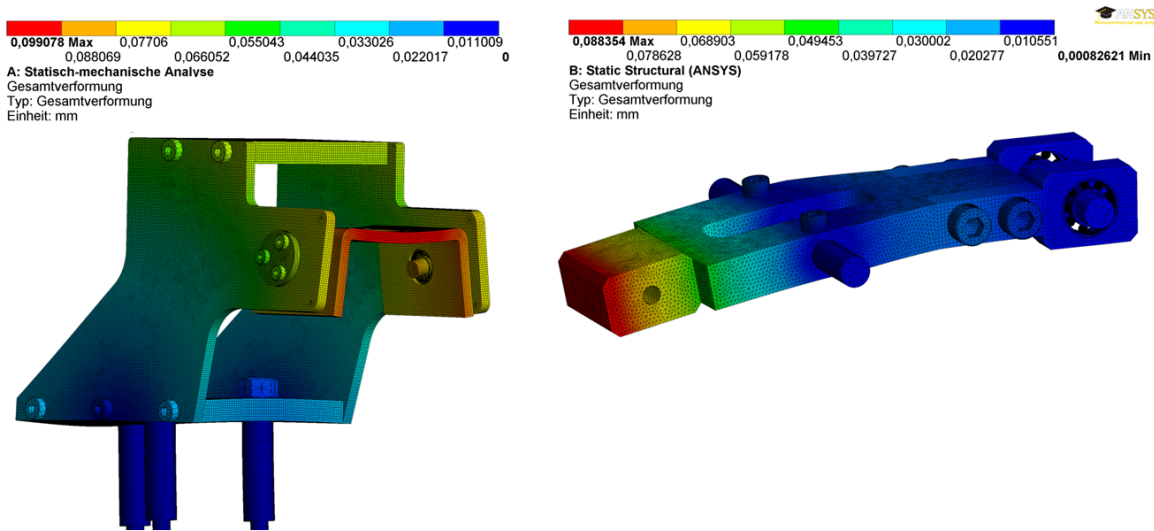 0,099078 Max 0,07706 0,055043 0,033026 0,011009
0,088069 0,066052 0,044035 0,022017 0
A: Statisch-mechanische Analyse
Gesamtverformung
Typ: Gesamtverformung
Einheit: mm
ANSYS
0,088354 Max 0,068903 0,049453 0,030002 0,010551
0,078628 0,059178 0,039727 0,020277 0,00082621 Min
B: Static Structural (ANSYS)
Gesamtverformung
Typ: Gesamtverformung
Einheit: mm